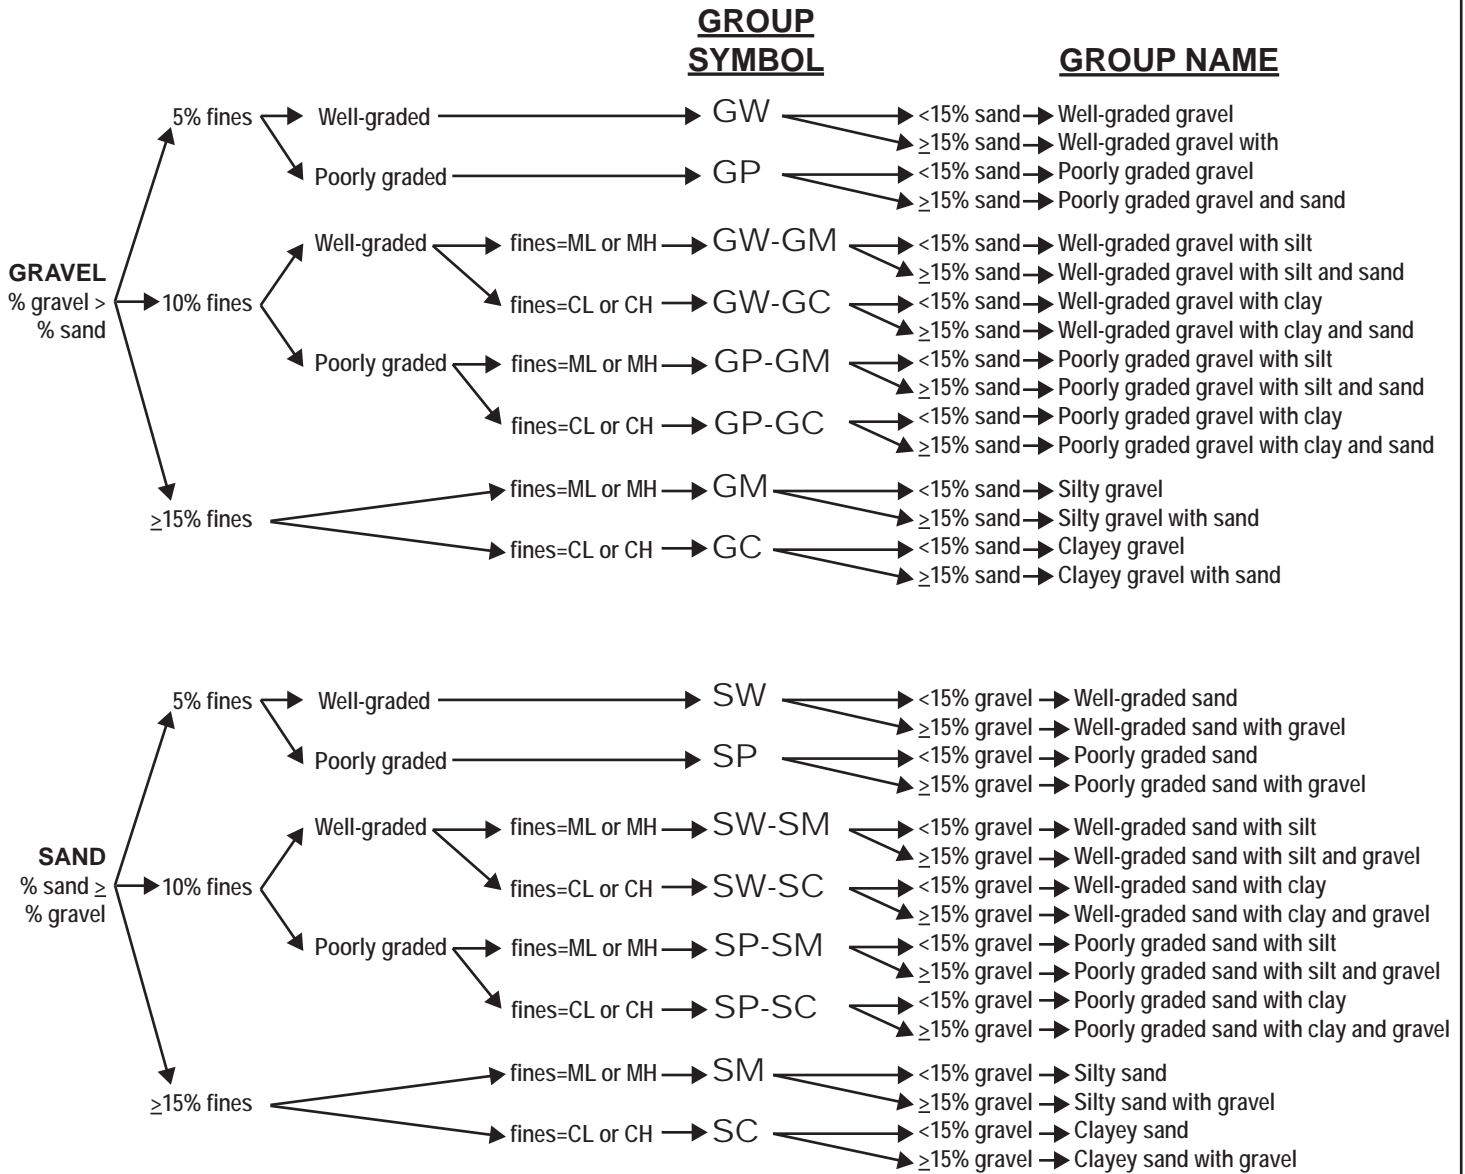 GROUP
SYMBOL
GROUP NAME
5% fines
Well-graded
GW
<15% sand
Well-graded gravel
≥15% sand
Well-graded gravel with
Poorly graded
GP
<15% sand
Poorly graded gravel
≥15% sand
Poorly graded gravel and sand
GRAVEL
% gravel >
% sand
10% fines
Well-graded
fines=ML or MH
GW-GM
<15% sand
Well-graded gravel with silt
≥15% sand
Well-graded gravel with silt and sand
fines=CL or CH
GW-GC
<15% sand
Well-graded gravel with clay
≥15% sand
Well-graded gravel with clay and sand
Poorly graded
fines=ML or MH
GP-GM
<15% sand
Poorly graded gravel with silt
≥15% sand
Poorly graded gravel with silt and sand
fines=CL or CH
GP-GC
<15% sand
Poorly graded gravel with clay
≥15% sand
Poorly graded gravel with clay and sand
≥15% fines
fines=ML or MH
GM
<15% sand
Silty gravel
≥15% sand
Silty gravel with sand
fines=CL or CH
GC
<15% sand
Clayey gravel
≥15% sand
Clayey gravel with sand
5% fines
Well-graded
SW
<15% gravel
Well-graded sand
≥15% gravel
Well-graded sand with gravel
Poorly graded
SP
<15% gravel
Poorly graded sand
≥15% gravel
Poorly graded sand with gravel
SAND
% sand ≥
% gravel
10% fines
Well-graded
fines=ML or MH
SW-SM
<15% gravel
Well-graded sand with silt
≥15% gravel
Well-graded sand with silt and gravel
fines=CL or CH
SW-SC
<15% gravel
Well-graded sand with clay
≥15% gravel
Well-graded sand with clay and gravel
Poorly graded
fines=ML or MH
SP-SM
<15% gravel
Poorly graded sand with silt
≥15% gravel
Poorly graded sand with silt and gravel
fines=CL or CH
SP-SC
<15% gravel
Poorly graded sand with clay
≥15% gravel
Poorly graded sand with clay and gravel
≥15% fines
fines=ML or MH
SM
<15% gravel
Silty sand
≥15% gravel
Silty sand with gravel
fines=CL or CH
SC
<15% gravel
Clayey sand
≥15% gravel
Clayey sand with gravel